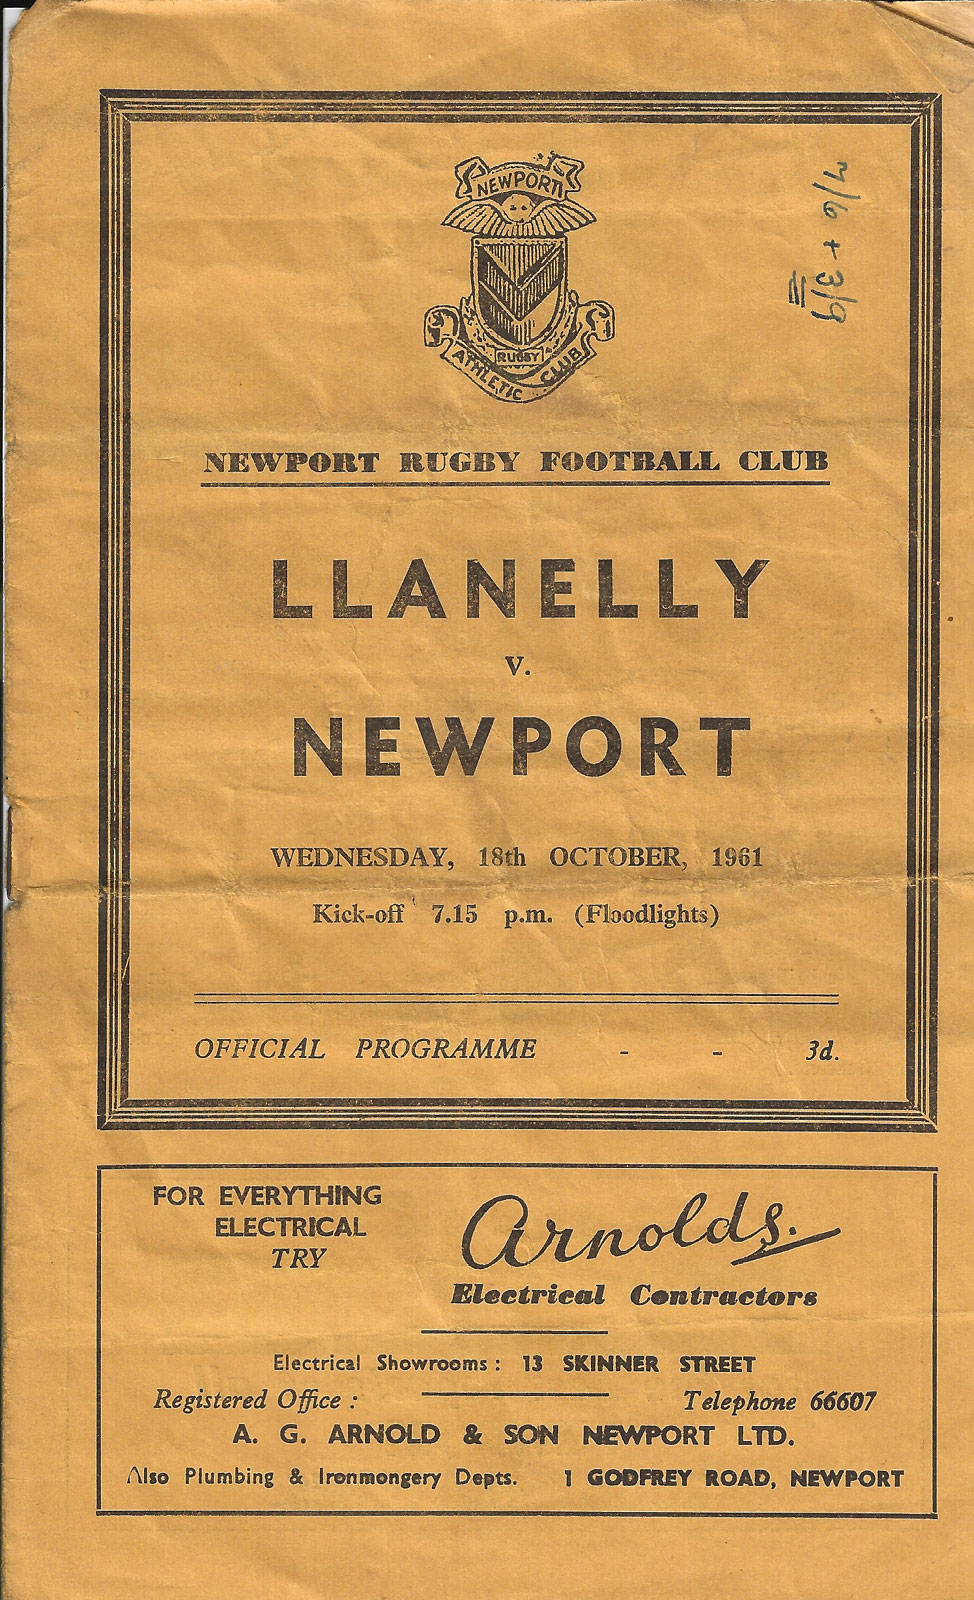 NEWPORT
RUGBY
ATHLETIC CLUB
7/6 + 3/9
NEWPORT RUGBY FOOTBALL CLUB
LLANELLY
V.
NEWPORT
WEDNESDAY, 18th OCTOBER, 1961
Kick-off 7.15 p.m. (Floodlights)
OFFICIAL PROGRAMME - - 3d.
FOR EVERYTHING
ELECTRICAL
TRY
Arnolds.
Electrical Contractors
Electrical Showrooms : 13 SKINNER STREET
Registered Office : Telephone 66607
A. G. ARNOLD & SON NEWPORT LTD.
Also Plumbing & Ironmongery Depts. 1 GODFREY ROAD, NEWPORT